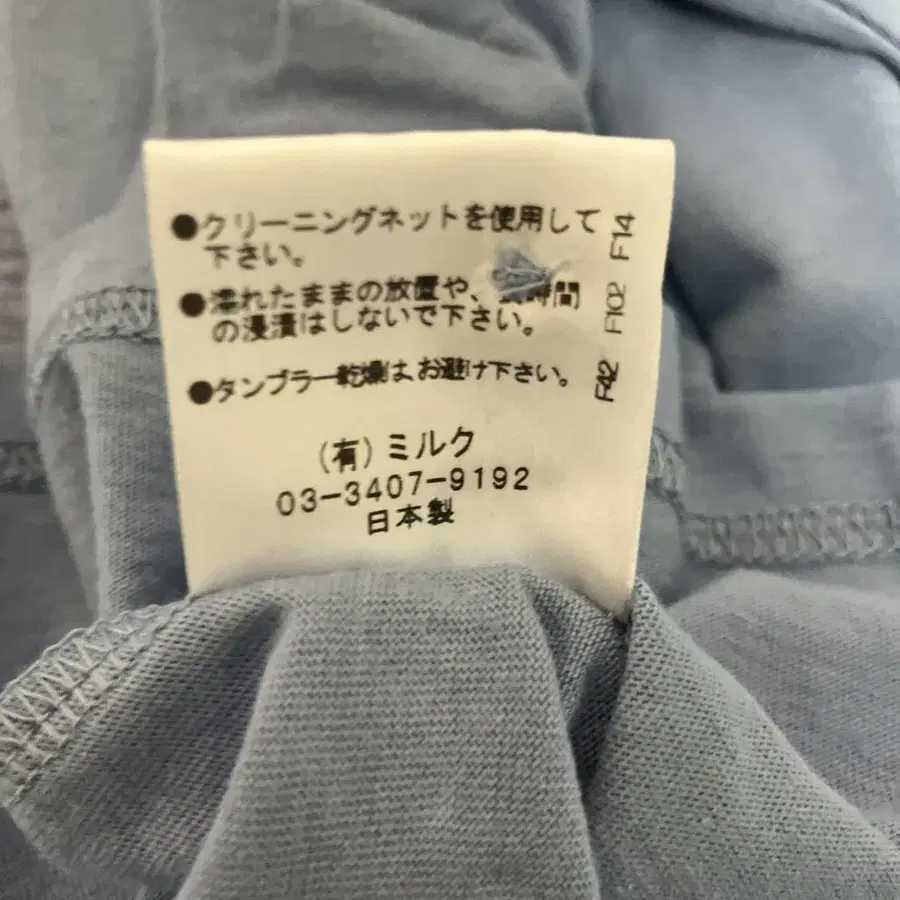 ●クリーニングネットを使用して
下さい。
●濡れたままの放置や、時間
の浸漬はしないで下さい。
●タンブラー乾燥は、お避け下さい。
(有)ミルク
03-3407-9192
日本製
F42 F102 F14